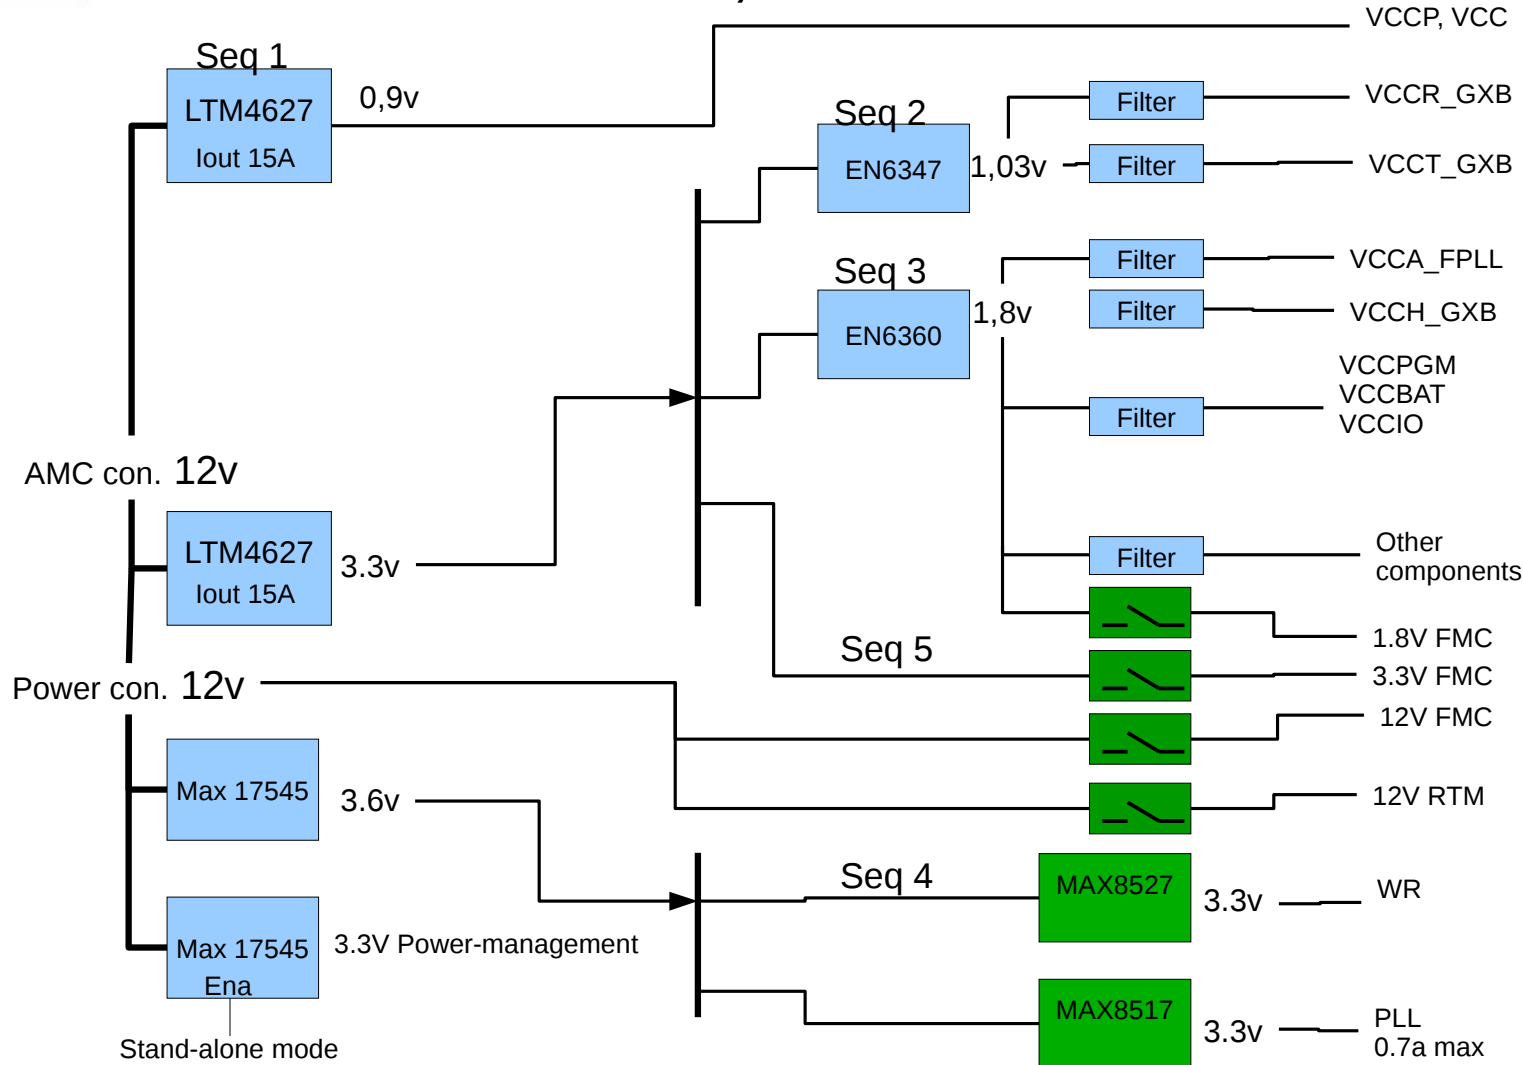 VCCP, VCC
Seq 1
LTM4627
Iout 15A
0,9v
Seq 2
EN6347
1,03v
Filter
VCCR_GXB
Filter
VCCT_GXB
Seq 3
EN6360
1,8v
Filter
VCCA_FPLL
Filter
VCCH_GXB
Filter
VCCPGM
VCCBAT
VCCIO
AMC con. 12v
LTM4627
Iout 15A
3.3v
Filter
Other
components
Seq 5
1.8V FMC
3.3V FMC
12V FMC
12V RTM
Power con. 12v
Max 17545
3.6v
Seq 4
MAX8527
3.3v
WR
Max 17545
Ena
3.3V Power-management
Stand-alone mode
MAX8517
3.3v
PLL
0.7a max